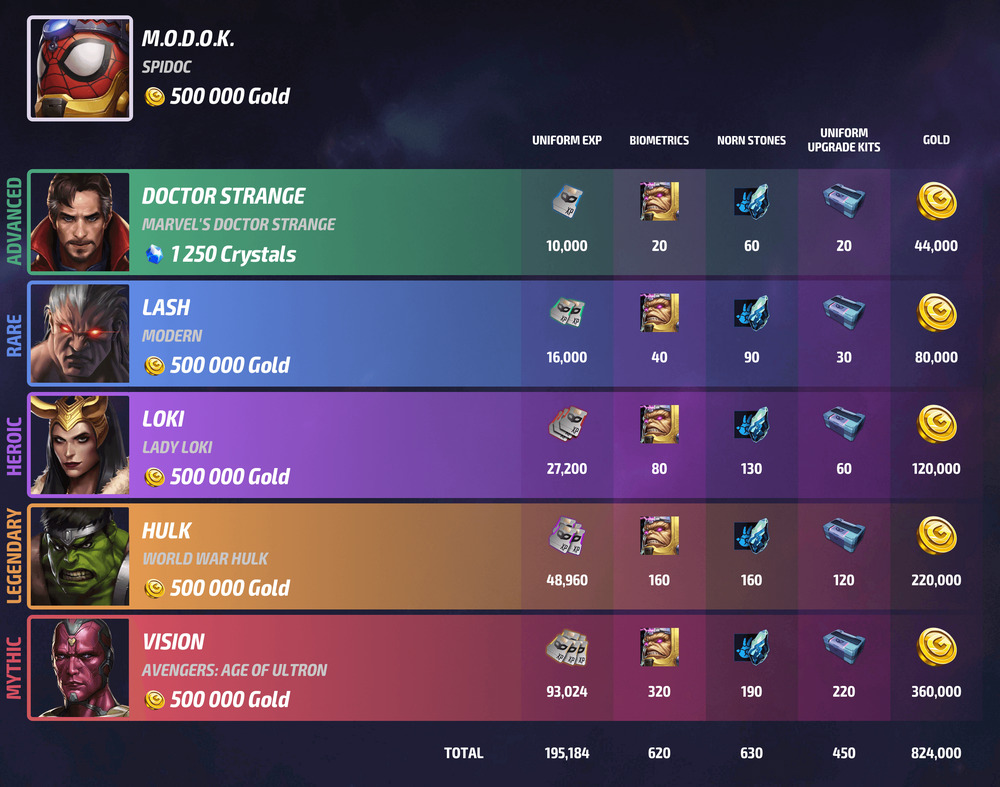 M.O.D.O.K.
SPIDOC
500 000 Gold
UNIFORM EXP BIOMETRICS NORN STONES UNIFORM UPGRADE KITS GOLD
ADVANCED
DOCTOR STRANGE
MARVEL'S DOCTOR STRANGE
1 250 Crystals
10,000 20 60 20 44,000
RARE
LASH
MODERN
500 000 Gold
16,000 40 90 30 80,000
HEROIC
LOKI
LADY LOKI
500 000 Gold
27,200 80 130 60 120,000
LEGENDARY
HULK
WORLD WAR HULK
500 000 Gold
48,960 160 160 120 220,000
MYTHIC
VISION
AVENGERS: AGE OF ULTRON
500 000 Gold
93,024 320 190 220 360,000
TOTAL 195,184 620 630 450 824,000